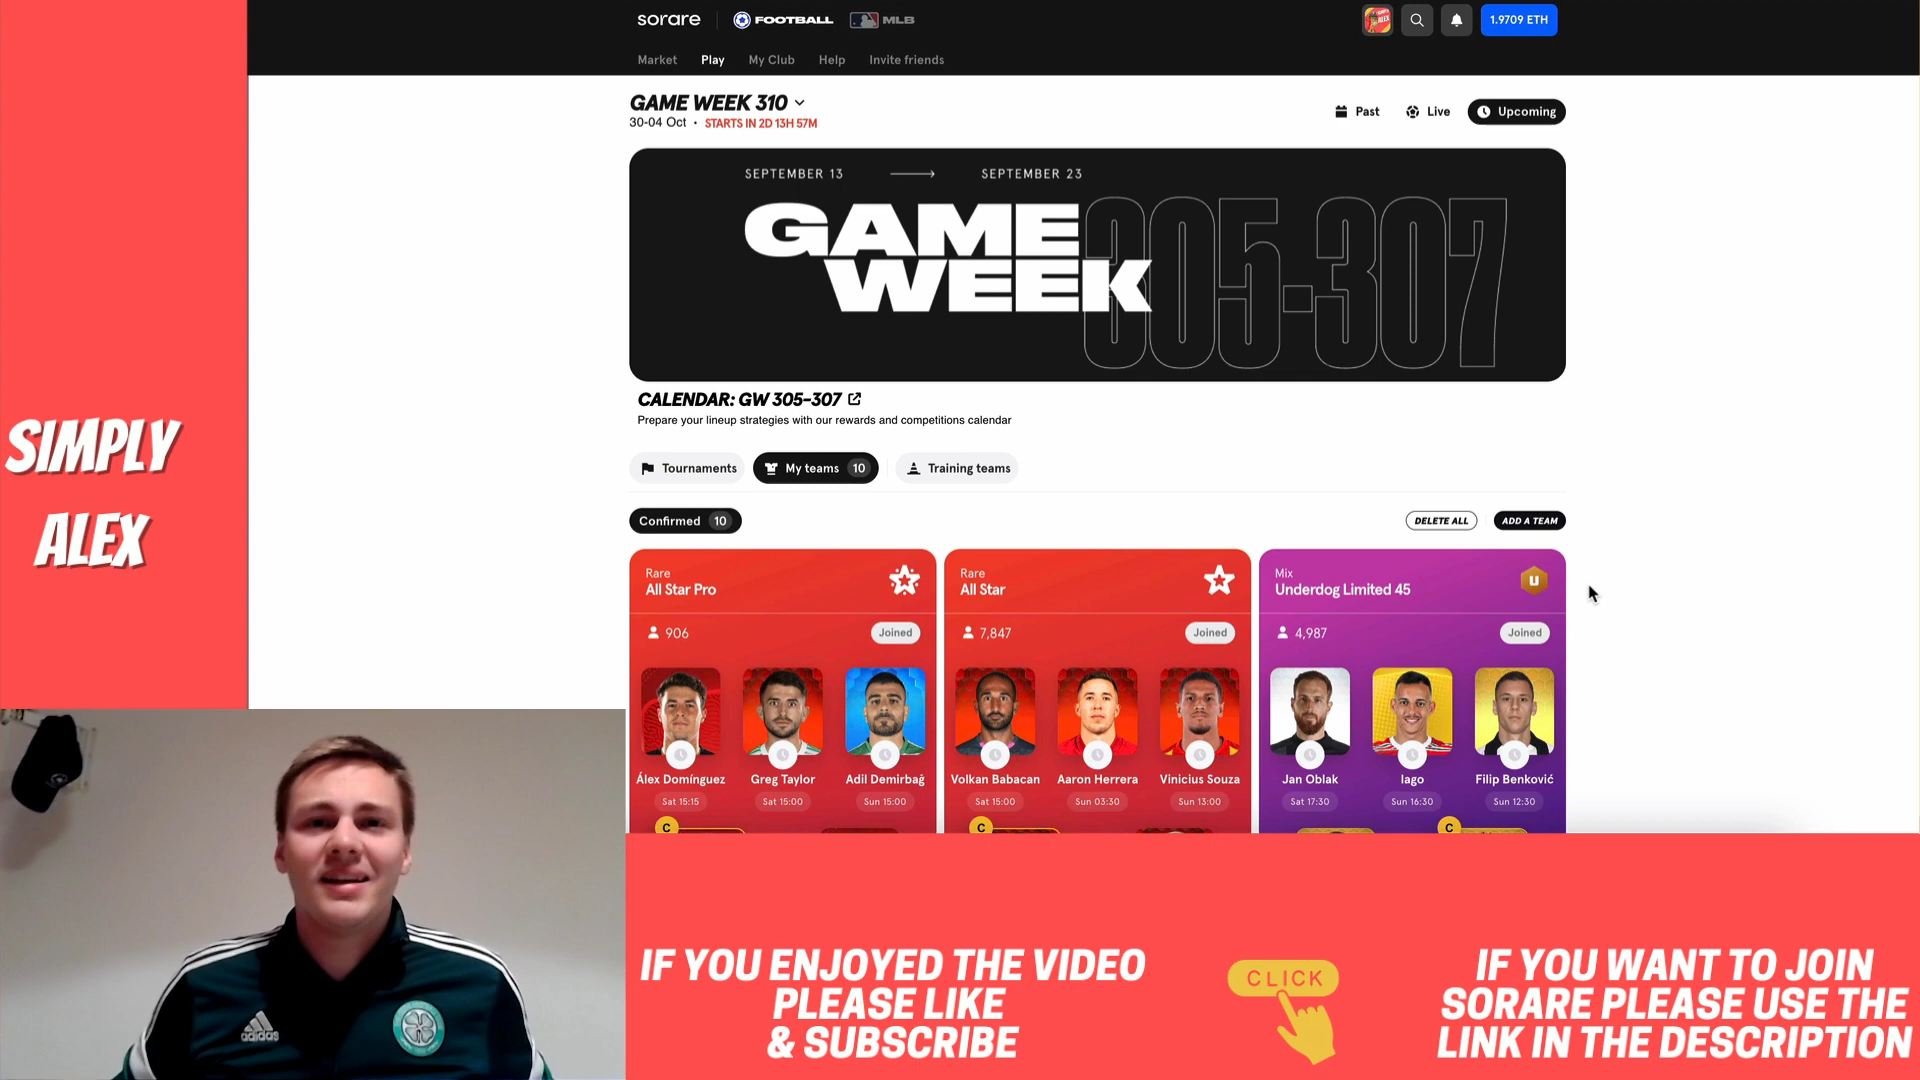 sorare
FOOTBALL
MLB
1.9709 ETH
Market
Play
My Club
Help
Invite friends
GAME WEEK 310
30-04 Oct • STARTS IN 2D 13H 57M
Past
Live
Upcoming
SEPTEMBER 13
SEPTEMBER 23
GAME
WEEK
305-307
CALENDAR: GW 305-307
Prepare your lineup strategies with our rewards and competitions calendar
Tournaments
My teams 10
Training teams
Confirmed 10
DELETE ALL
ADD A TEAM
Rare
All Star Pro
906
Joined
Álex Domínguez
Greg Taylor
Adil Demirbağ
Sat 15:15
Sat 15:00
Sun 15:00
C
Rare
All Star
7,847
Joined
Volkan Babacan
Aaron Herrera
Vinicius Souza
Sat 15:00
Sun 03:30
Sun 13:00
C
Mix
Underdog Limited 45
U
4,987
Joined
Jan Oblak
Iago
Filip Benković
Sat 17:30
Sun 16:30
Sun 12:30
C
SIMPLY
ALEX
adidas
IF YOU ENJOYED THE VIDEO
PLEASE LIKE
& SUBSCRIBE
CLICK
IF YOU WANT TO JOIN
SORARE PLEASE USE THE
LINK IN THE DESCRIPTION